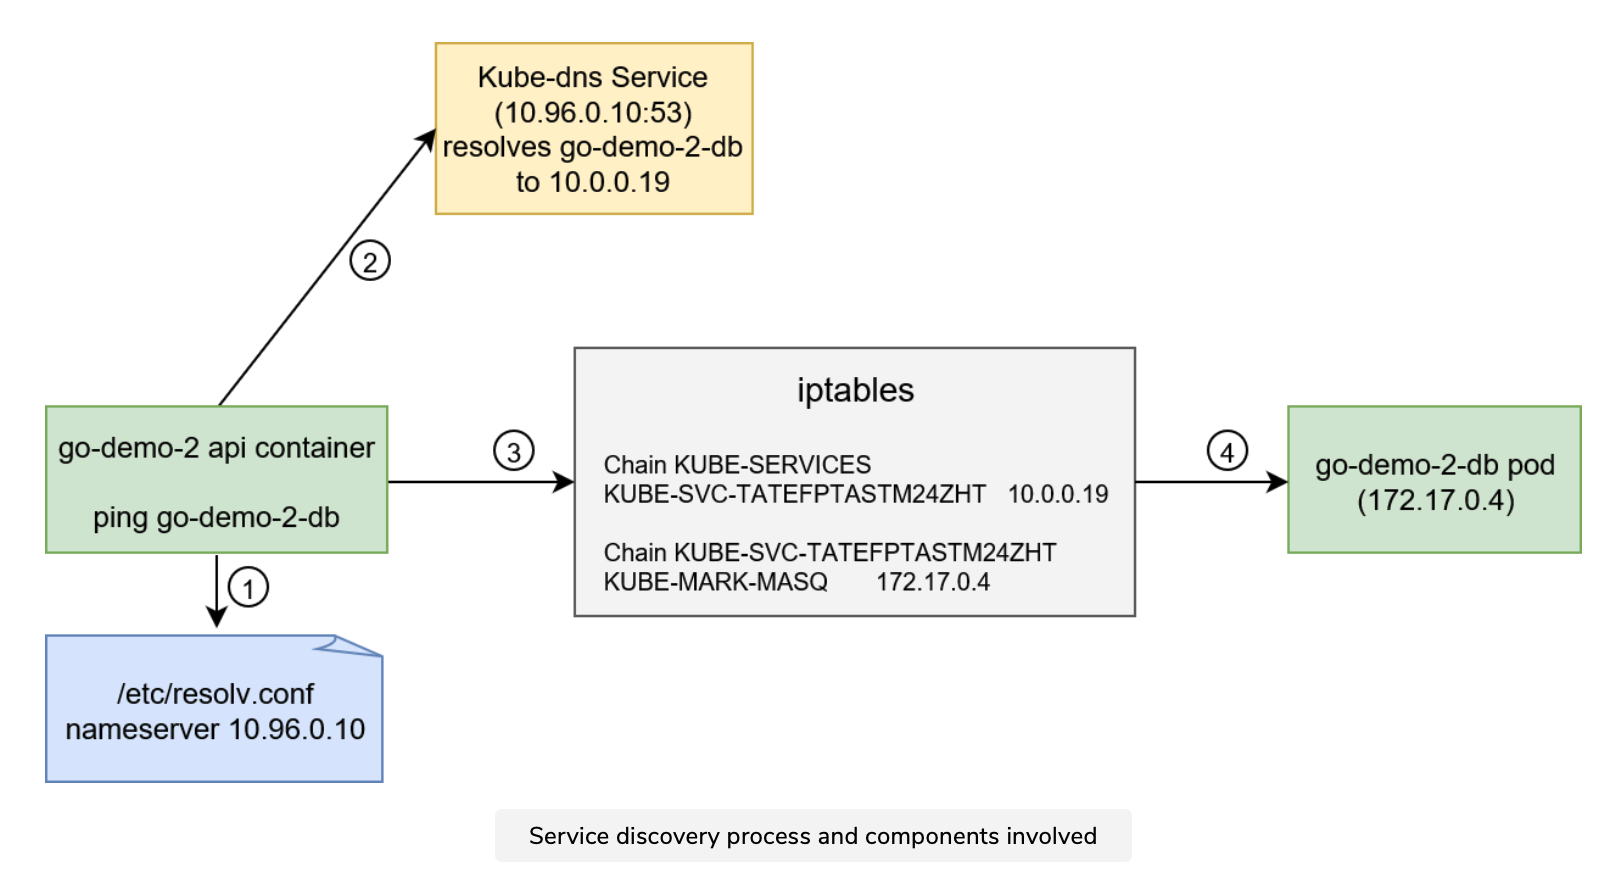 Kube-dns Service
(10.96.0.10:53)
resolves go-demo-2-db
to 10.0.0.19
2
go-demo-2 api container
ping go-demo-2-db
3
iptables
Chain KUBE-SERVICES
KUBE-SVC-TATEFPTASTM24ZHT 10.0.0.19
Chain KUBE-SVC-TATEFPTASTM24ZHT
KUBE-MARK-MASQ 172.17.0.4
4
go-demo-2-db pod
(172.17.0.4)
1
/etc/resolv.conf
nameserver 10.96.0.10
Service discovery process and components involved